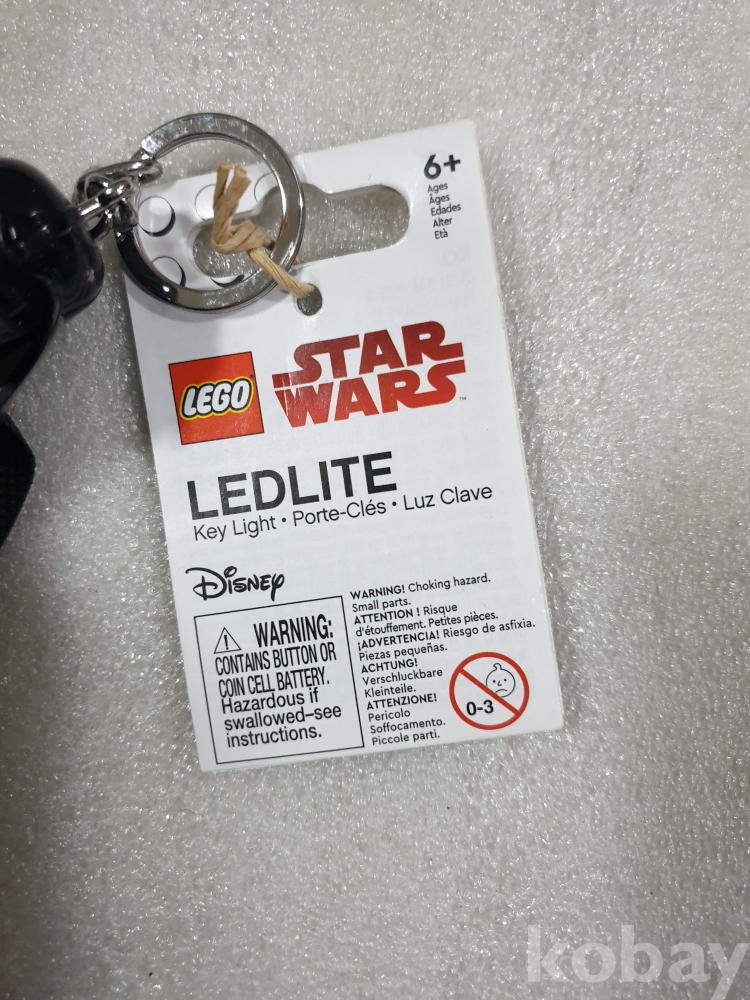 6+
Ages
Âges
Edades
Alter
Età
LEGO
STAR
WARS™
LEDLITE
Key Light • Porte-Clés • Luz Clave
Disney
WARNING:
CONTAINS BUTTON OR
COIN CELL BATTERY.
Hazardous if
swallowed–see
instructions.
WARNING! Choking hazard.
Small parts.
ATTENTION ! Risque
d'étouffement. Petites pièces.
¡ADVERTENCIA! Riesgo de asfixia.
Piezas pequeñas.
ACHTUNG!
Verschluckbare
Kleinteile.
ATTENZIONE!
Pericolo
Soffocamento.
Piccole parti.
0-3
kobay